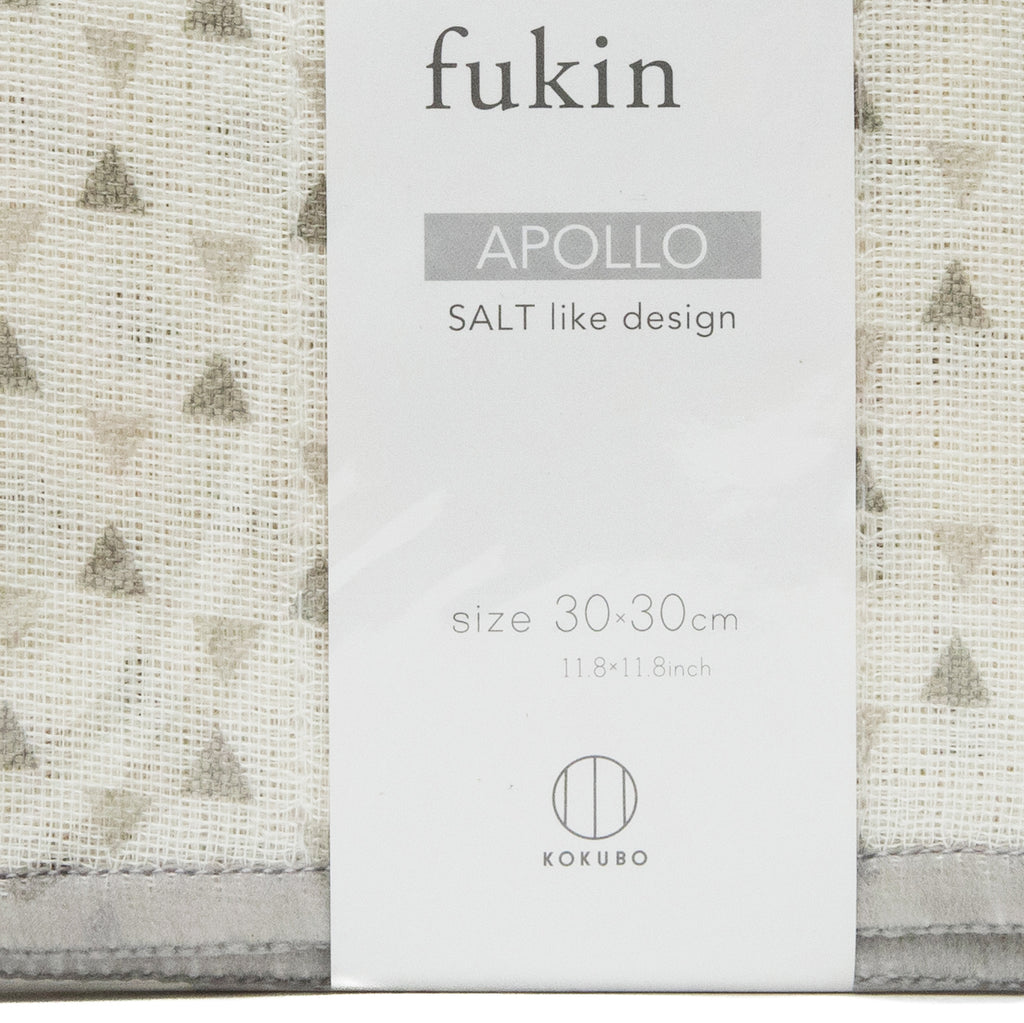 fukin
APOLLO
SALT like design
size 30×30cm
11.8×11.8inch
KOKUBO